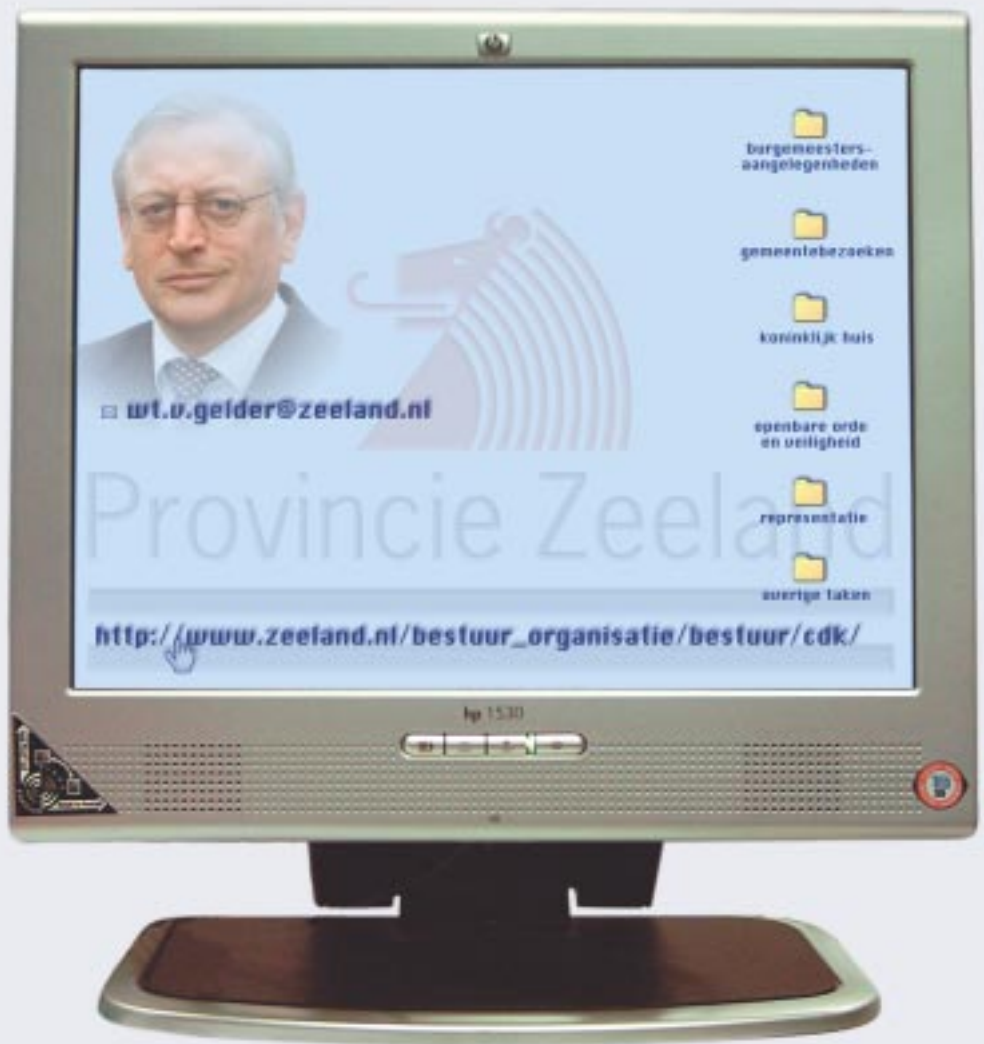 burgemeesters-
aangelegenheden
gemeentebezoeken
koninklijk huis
wt.v.gelder@zeeland.nl
openbare orde
en veiligheid
Provincie Zeeland
representatie
overige taken
http://www.zeeland.nl/bestuur_organisatie/bestuur/cdk/
hp 1530